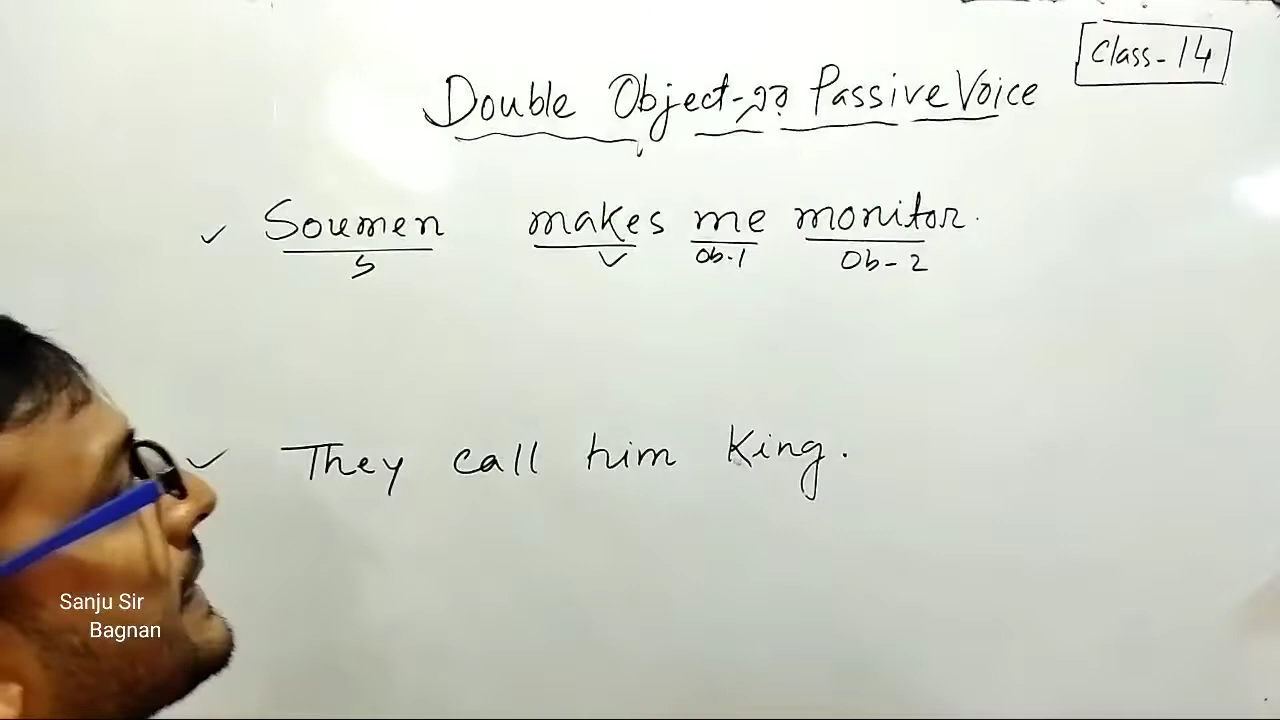 Class-14
Double Object-এর Passive Voice
Soumen makes me monitor.
S V Ob-1 Ob-2
They call him King.
Sanju Sir
Bagnan